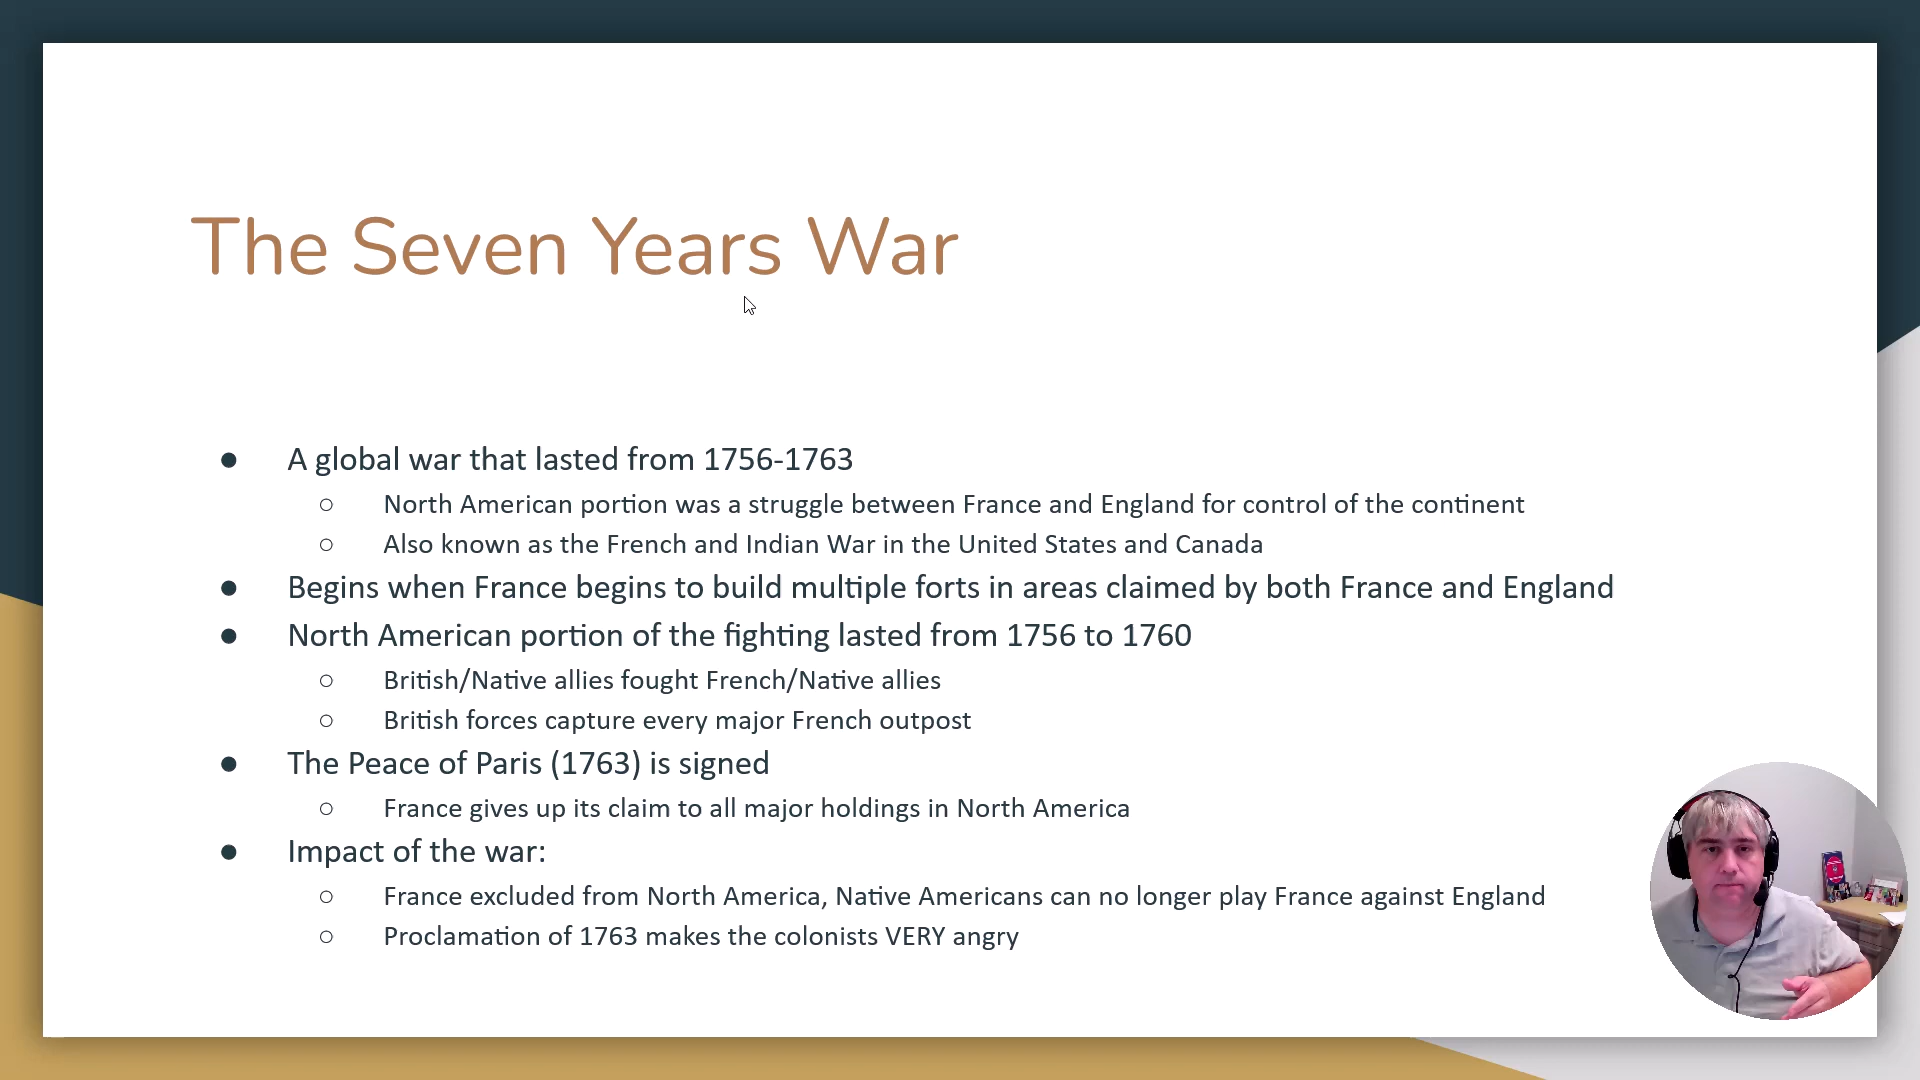 The Seven Years War
● A global war that lasted from 1756-1763
○ North American portion was a struggle between France and England for control of the continent
○ Also known as the French and Indian War in the United States and Canada
● Begins when France begins to build multiple forts in areas claimed by both France and England
● North American portion of the fighting lasted from 1756 to 1760
○ British/Native allies fought French/Native allies
○ British forces capture every major French outpost
● The Peace of Paris (1763) is signed
○ France gives up its claim to all major holdings in North America
● Impact of the war:
○ France excluded from North America, Native Americans can no longer play France against England
○ Proclamation of 1763 makes the colonists VERY angry